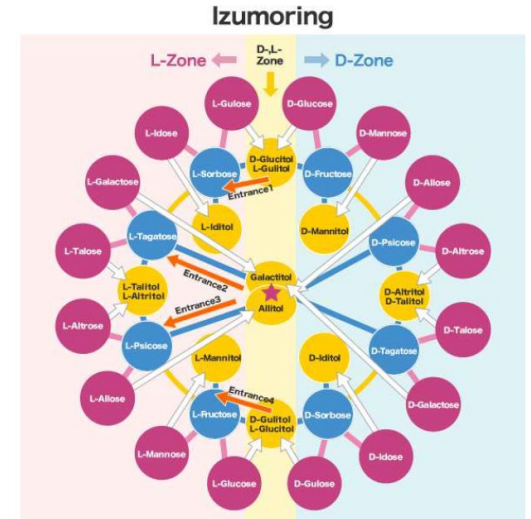 Izumoring
L-Zone
D-,L-
Zone
D-Zone
L-Gulose
D-Glucose
L-Idose
D-Mannose
D-Glucitol
L-Gulitol
L-Sorbose
D-Fructose
Entrance1
L-Galactose
D-Allose
L-Iditol
D-Mannitol
L-Tagatose
D-Psicose
L-Talose
D-Altrose
Entrance2
Galactitol
L-Talitol
L-Altritol
D-Altritol
D-Talitol
Entrance3
Allitol
L-Altrose
D-Talose
L-Psicose
D-Tagatose
L-Mannitol
D-Iditol
L-Allose
D-Galactose
Entrance4
L-Fructose
D-Gulitol
L-Glucitol
D-Sorbose
L-Mannose
D-Idose
L-Glucose
D-Gulose